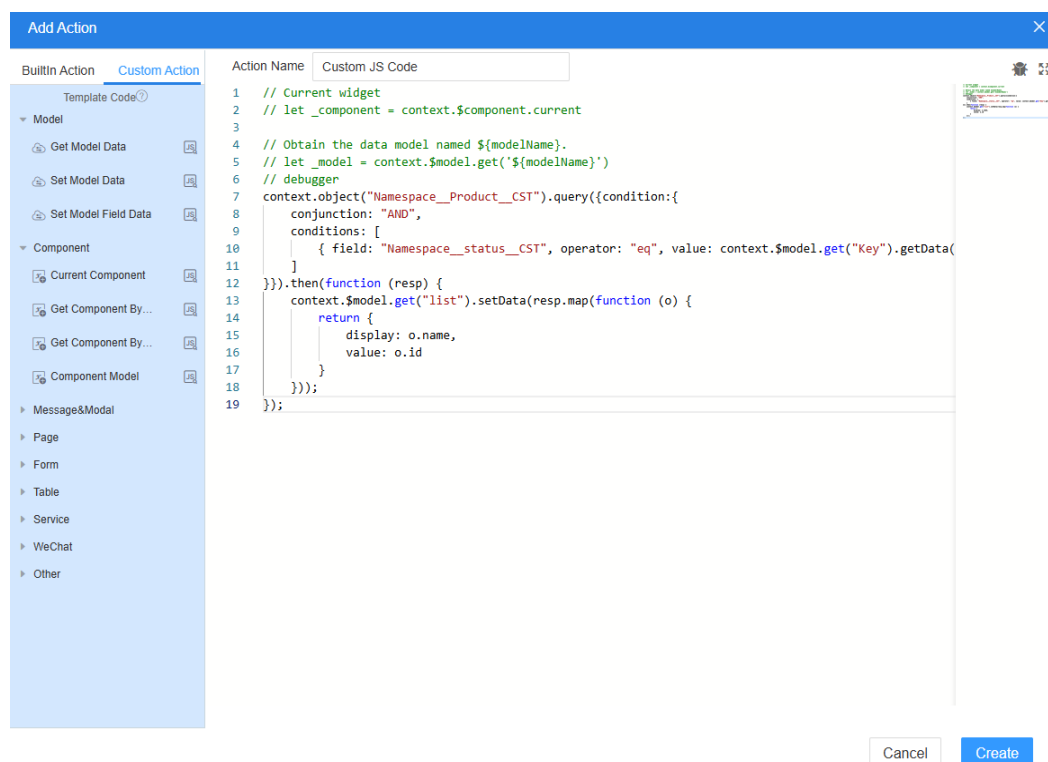 Add Action
BuiltIn Action Custom Action
Template Code
Model
Get Model Data
Set Model Data
Set Model Field Data
Component
Current Component
Get Component By...
Get Component By...
Component Model
Message&Modal
Page
Form
Table
Service
WeChat
Other
Action Name Custom JS Code
1 // Current widget
2 // let _component = context.$component.current
3
4 // Obtain the data model named ${modelName}.
5 // let _model = context.$model.get('${modelName}')
6 // debugger
7 context.object("Namespace__Product__CST").query({condition:{
8 conjunction: "AND",
9 conditions: [
10 { field: "Namespace__status__CST", operator: "eq", value: context.$model.get("Key").getData(
11 ]
12 }}).then(function (resp) {
13 context.$model.get("list").setData(resp.map(function (o) {
14 return {
15 display: o.name,
16 value: o.id
17 }
18 }));
19 });
Cancel Create